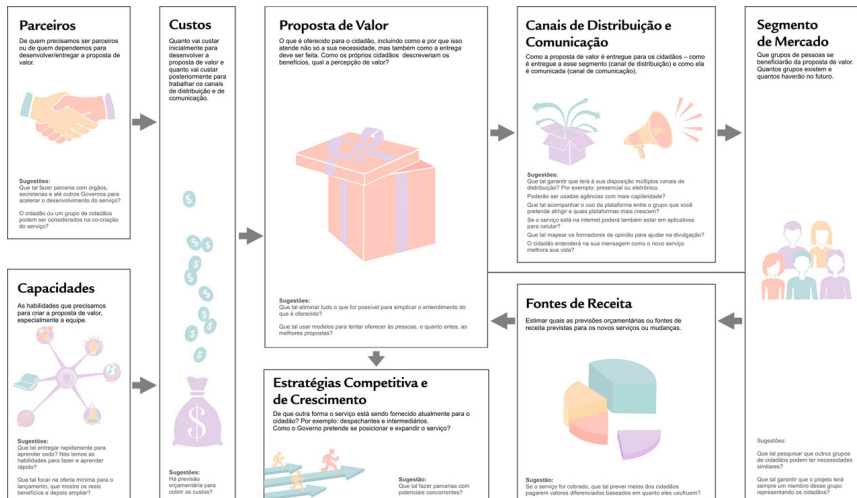 Parceiros
De quem precisamos ser parceiros
ou de quem dependemos para
desenvolver/entregar a proposta de
valor.
Sugestões:
Que tal fazer parceria com órgãos,
secretarias e até outros Governos para
acelerar o desenvolvimento do serviço?
O cidadão ou um grupo de cidadãos
podem ser considerados na co-criação
do serviço?
Capacidades
As habilidades que precisamos
para criar a proposta de valor,
especialmente a equipe.
Sugestões:
Que tal entregar rapidamente para
aprender cedo? Nós temos as
habilidades para fazer e aprender
rápido?
Que tal focar na oferta mínima para o
lançamento, que mostre os reais
benefícios e depois ampliar?
Custos
Quanto vai custar
inicialmente para
desenvolver a
proposta de valor e
quanto vai custar
posteriormente para
trabalhar os canais
de distribuição e de
comunicação.
$
$
$
$
$
$
$
$
$
$
Sugestões:
Há previsão
orçamentária para
cobrir os custos?
Proposta de Valor
O que é oferecido para o cidadão, incluindo como e por que isso
atende não só a sua necessidade, mas também como a entrega
deve ser feita. Como os próprios cidadãos descreveriam os
benefícios, qual a percepção de valor?
Sugestões:
Que tal eliminar tudo o que for possível para simplicar o entendimento do
que é oferecido?
Que tal usar modelos para tentar oferecer às pessoas, o quanto antes, as
melhores propostas?
Estratégias Competitiva e
de Crescimento
De que outra forma o serviço está sendo fornecido atualmente para o
cidadão? Por exemplo: despachantes e intermediários.
Como o Governo pretende se posicionar e expandir o serviço?
Sugestão:
Que tal fazer parcerias com
potenciais concorrentes?
Canais de Distribuição e
Comunicação
Como a proposta de valor é entregue para os cidadãos – como
é entregue a esse segmento (canal de distribuição) e como ela
é comunicada (canal de comunicação).
Sugestões:
Que tal garantir que terá à sua disposição múltiplos canais de
distribuição? Por exemplo: presencial ou eletrônico.
Poderão ser usadas agências com mais capilaridade?
Que tal acompanhar o uso da plataforma entre o grupo que você
pretende atingir e quais plataformas mais crescem?
Se o serviço está na internet poderá também estar em aplicativos
para celular?
Que tal mapear os formadores de opinião para ajudar na divulgação?
O cidadão entenderá na sua mensagem como o novo serviço
melhora sua vida?
Fontes de Receita
Estimar quais as previsões orçamentárias ou fontes de
receita previstas para os novos serviços ou mudanças.
Sugestão:
Se o serviço for cobrado, que tal prever meios dos cidadãos
pagarem valores diferenciados baseados em quanto eles usufruem?
Segmento
de Mercado
Que grupos de pessoas se
beneficiarão da proposta de valor.
Quantos grupos existem e
quantos haverão no futuro.
Sugestões:
Que tal pesquisar que outros grupos
de cidadãos podem ter necessidades
similares?
Que tal garantir que o projeto terá
sempre um membro desse grupo
representando os cidadãos?